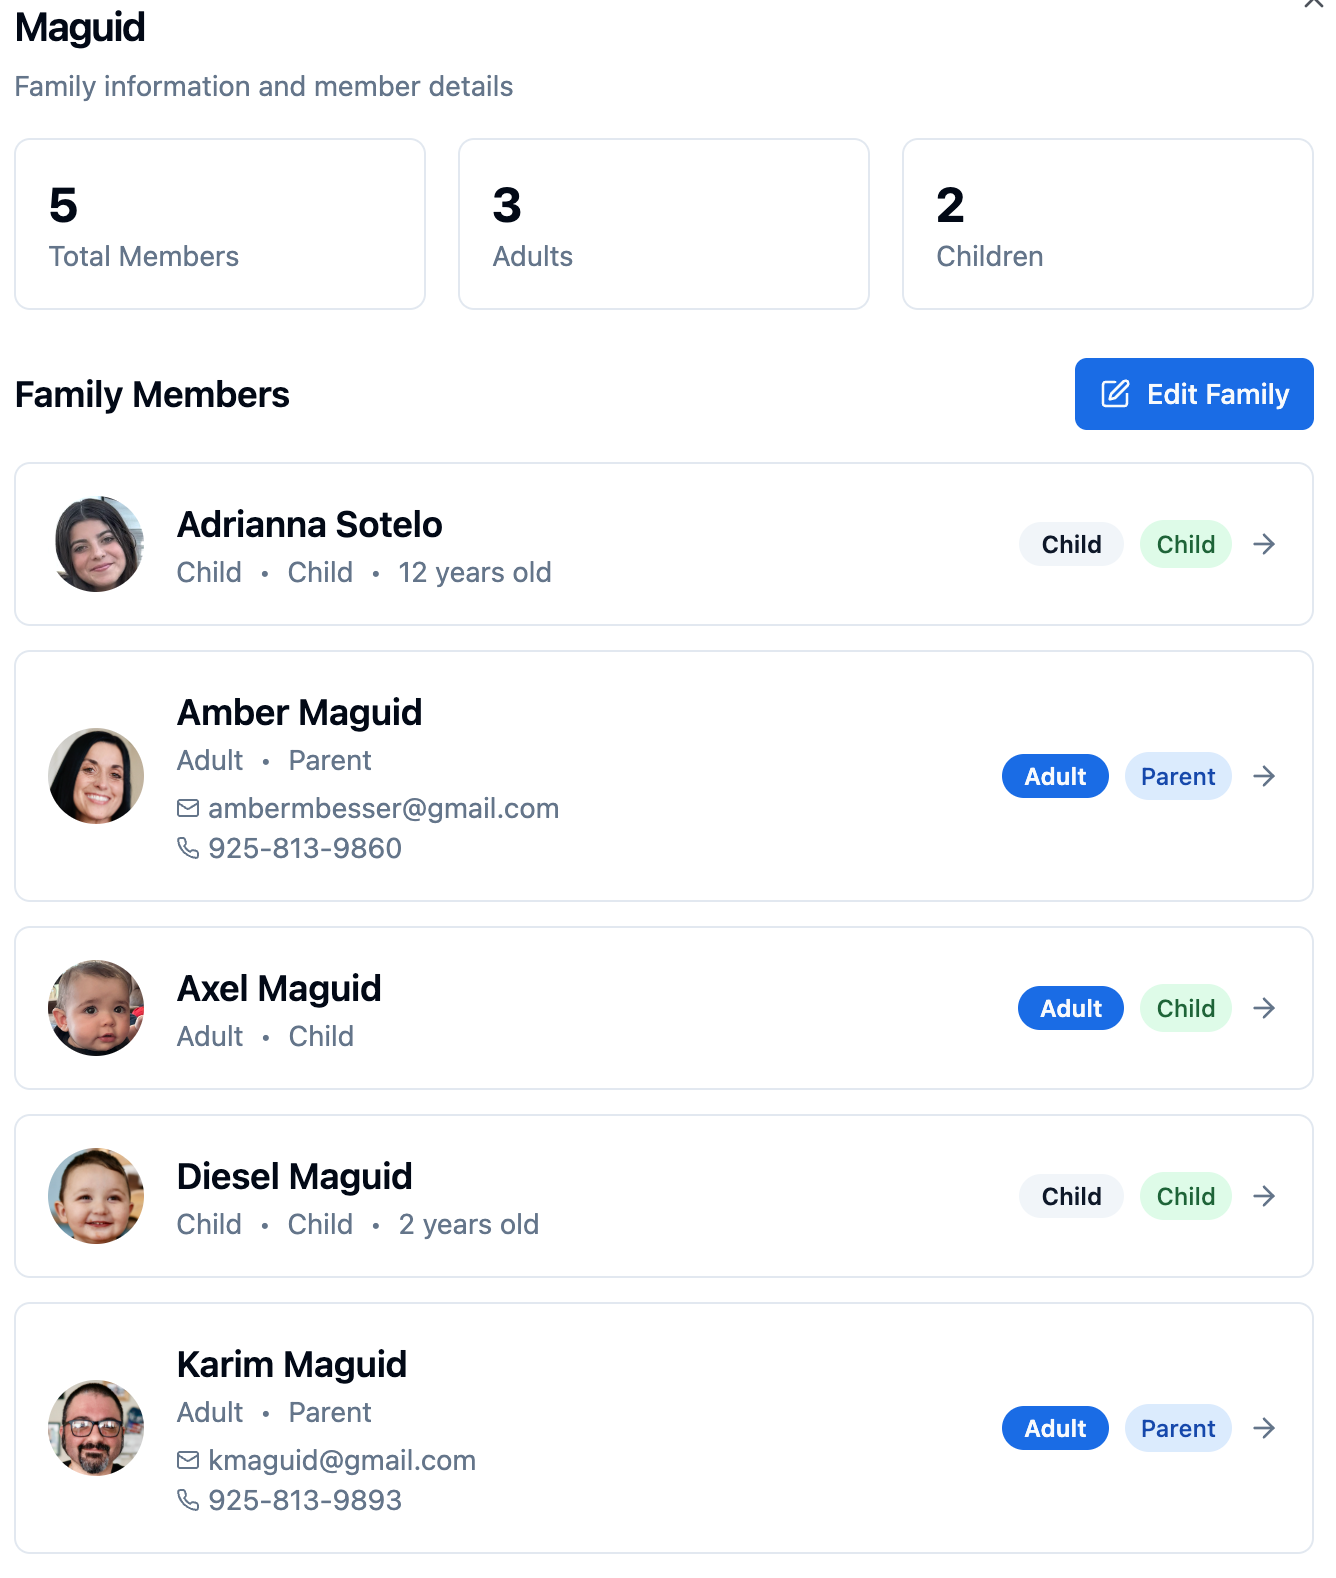 Maguid
Family information and member details
5
Total Members
3
Adults
2
Children
Family Members
Edit Family
Adrianna Sotelo
Child • Child • 12 years old
Child
Child
Amber Maguid
Adult • Parent
ambermbesser@gmail.com
925-813-9860
Adult
Parent
Axel Maguid
Adult • Child
Adult
Child
Diesel Maguid
Child • Child • 2 years old
Child
Child
Karim Maguid
Adult • Parent
kmaguid@gmail.com
925-813-9893
Adult
Parent